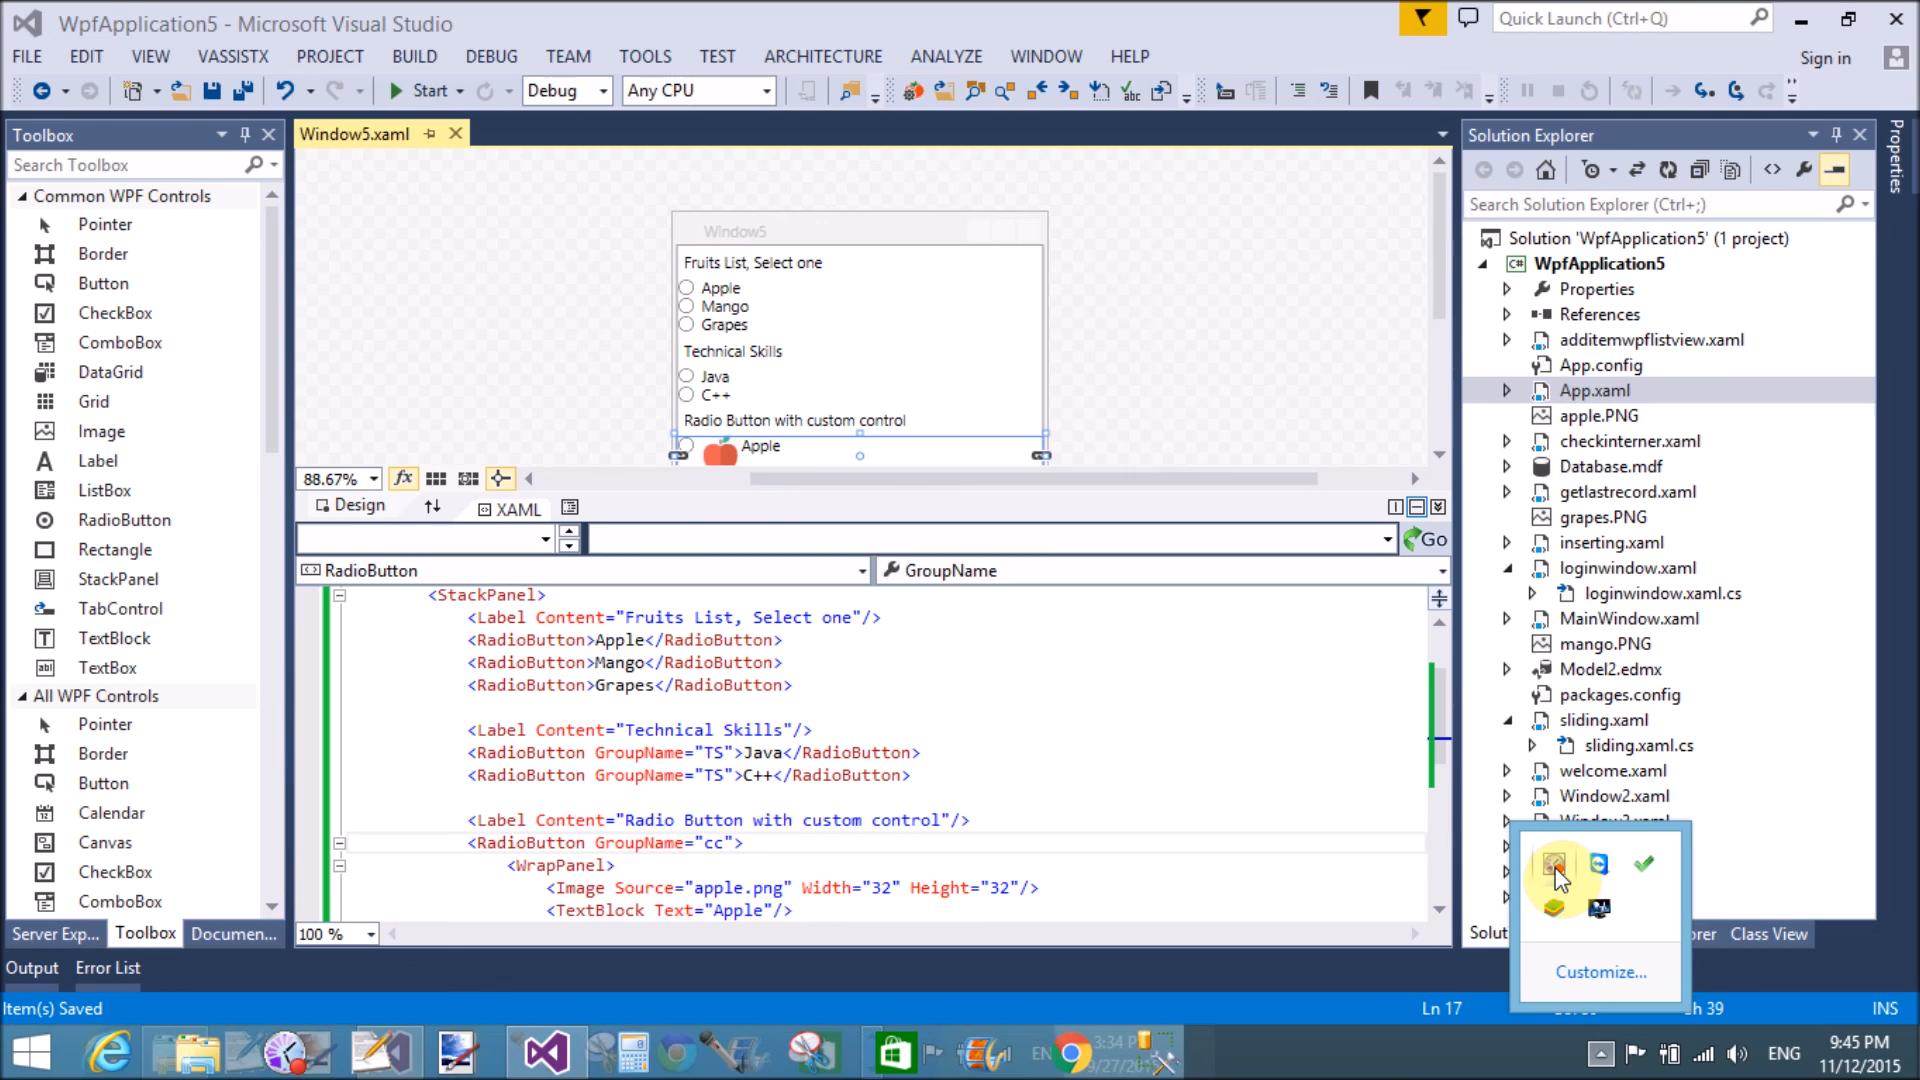 WpfApplication5 - Microsoft Visual Studio
Quick Launch (Ctrl+Q)
FILE EDIT VIEW VASSISTX PROJECT BUILD DEBUG TEAM TOOLS TEST ARCHITECTURE ANALYZE WINDOW HELP
Sign in
Start Debug Any CPU
Toolbox
Search Toolbox
Common WPF Controls
Pointer
Border
Button
CheckBox
ComboBox
DataGrid
Grid
Image
Label
ListBox
RadioButton
Rectangle
StackPanel
TabControl
TextBlock
TextBox
All WPF Controls
Pointer
Border
Button
Calendar
Canvas
CheckBox
ComboBox
Server Exp... Toolbox Documen...
Window5.xaml
Window5
Fruits List, Select one
Apple
Mango
Grapes
Technical Skills
Java
C++
Radio Button with custom control
Apple
88.67%
Design XAML
Go
RadioButton GroupName
<StackPanel>
<Label Content="Fruits List, Select one"/>
<RadioButton>Apple</RadioButton>
<RadioButton>Mango</RadioButton>
<RadioButton>Grapes</RadioButton>
<Label Content="Technical Skills"/>
<RadioButton GroupName="TS">Java</RadioButton>
<RadioButton GroupName="TS">C++</RadioButton>
<Label Content="Radio Button with custom control"/>
<RadioButton GroupName="cc">
<WrapPanel>
<Image Source="apple.png" Width="32" Height="32"/>
<TextBlock Text="Apple"/>
100 %
Solution Explorer
Search Solution Explorer (Ctrl+;)
Solution 'WpfApplication5' (1 project)
WpfApplication5
Properties
References
additemwpflistview.xaml
App.config
App.xaml
apple.PNG
checkinterner.xaml
Database.mdf
getlastrecord.xaml
grapes.PNG
inserting.xaml
loginwindow.xaml
loginwindow.xaml.cs
MainWindow.xaml
mango.PNG
Model2.edmx
packages.config
sliding.xaml
sliding.xaml.cs
welcome.xaml
Window2.xaml
Solut orer Class View
Properties
Customize...
Output Error List
Item(s) Saved
Ln 17
Ch 39
INS
3:34 PM
ENG
9:45 PM
11/12/2015